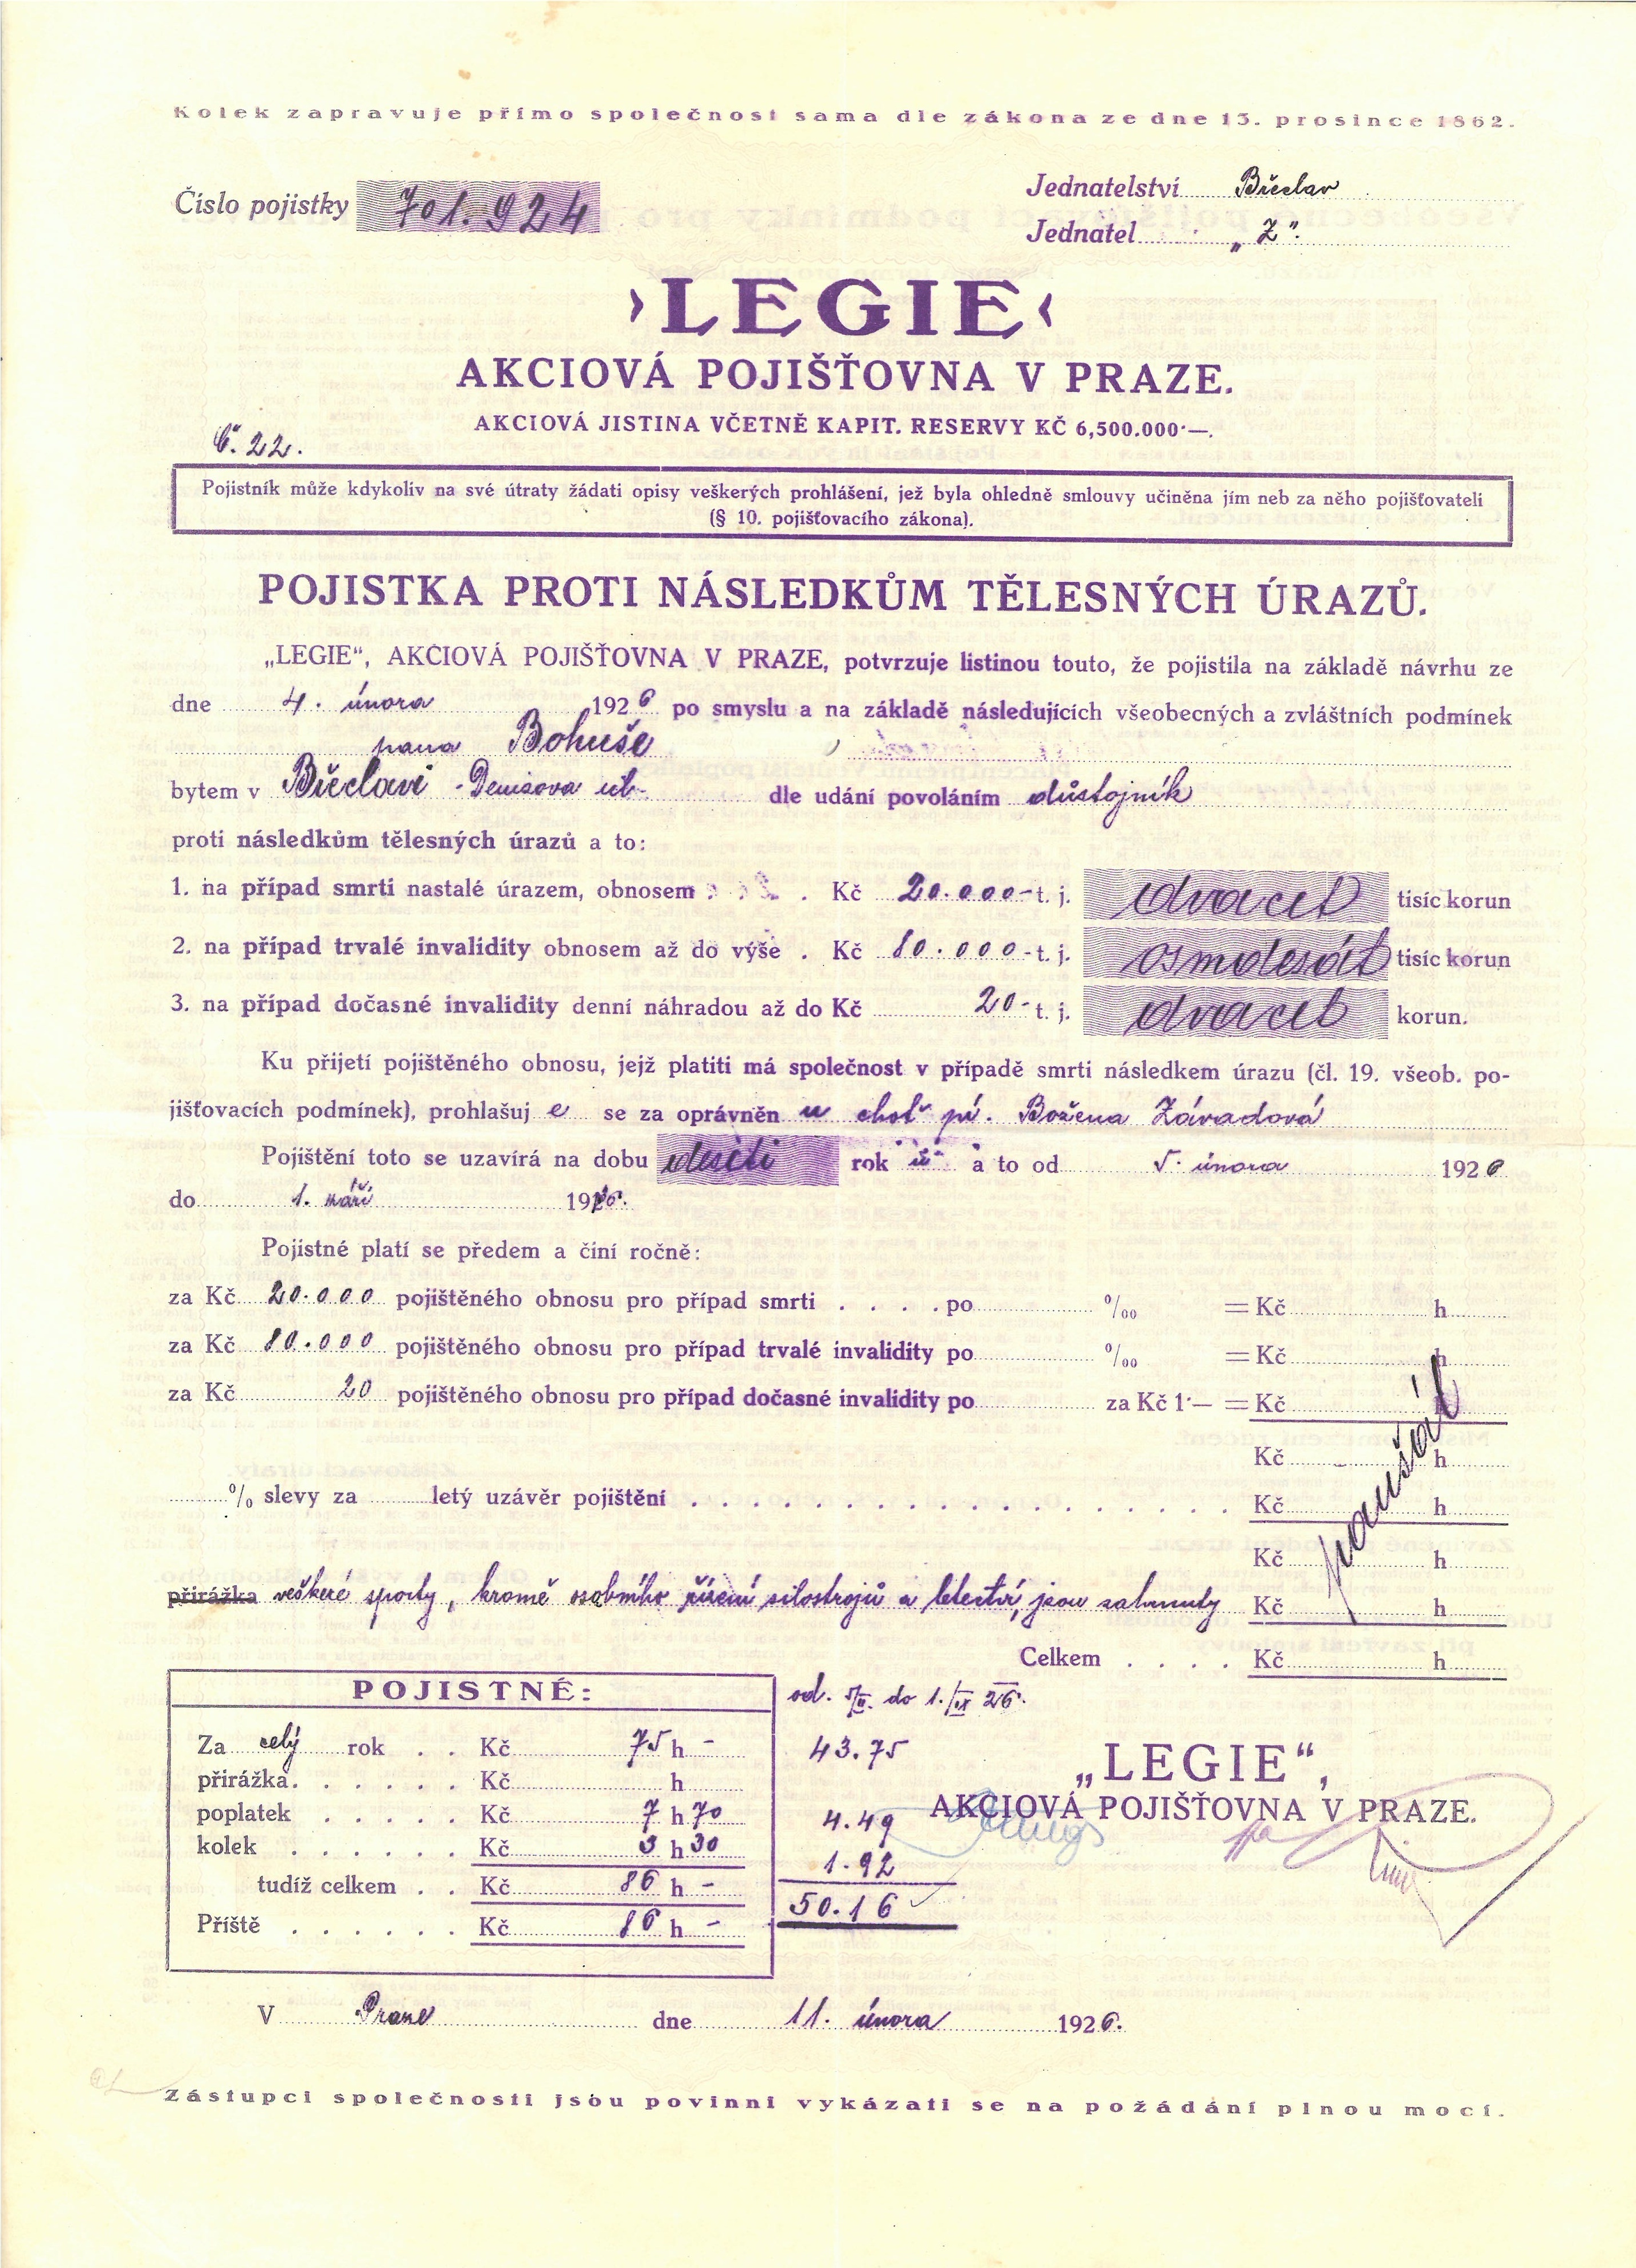 Kolek zapravuje přímo společnost sama dle zákona ze dne 13. prosince 1862.
Číslo pojistky 701.924
Jednatelství Břeclav
Jednatel „Z".
›LEGIE‹
AKCIOVÁ POJIŠŤOVNA V PRAZE.
AKCIOVÁ JISTINA VČETNĚ KAPIT. RESERVY KČ 6,500.000·—.
Č. 22.
Pojistník může kdykoliv na své útraty žádati opisy veškerých prohlášení, jež byla ohledně smlouvy učiněna jím neb za něho pojišťovateli
(§ 10. pojišťovacího zákona).
POJISTKA PROTI NÁSLEDKŮM TĚLESNÝCH ÚRAZŮ.
„LEGIE“, AKCIOVÁ POJIŠŤOVNA V PRAZE, potvrzuje listinou touto, že pojistila na základě návrhu ze
dne 4. února 1926 po smyslu a na základě následujících všeobecných a zvláštních podmínek
pana Bohuše
bytem v Břeclavi - Denisova ul. dle udání povoláním důstojník
proti následkům tělesných úrazů a to:
1. na případ smrti nastalé úrazem, obnosem . Kč 20.000- t. j. dvacet tisíc korun
2. na případ trvalé invalidity obnosem až do výše . Kč 80.000- t. j. osmdesát tisíc korun
3. na případ dočasné invalidity denní náhradou až do Kč 20- t. j. dvacet korun.
Ku přijetí pojištěného obnosu, jejž platiti má společnost v případě smrti následkem úrazu (čl. 19. všeob. po-
jišťovacích podmínek), prohlašuj e se za oprávněn u choť pí. Božena Závadová
Pojištění toto se uzavírá na dobu deseti rok ů a to od 5. února 1926
do 1. září 1936.
Pojistné platí se předem a činí ročně:
za Kč 20.000 pojištěného obnosu pro případ smrti . . . . po ‰ = Kč h
za Kč 80.000 pojištěného obnosu pro případ trvalé invalidity po ‰ = Kč h
za Kč 20 pojištěného obnosu pro případ dočasné invalidity po za Kč 1·— = Kč h
Kč h
% slevy za letý uzávěr pojištění . . . . . . . . . . . . . . . . . . Kč h
paušál
Kč h
přirážka veškeré sporty, kromě osobního řízení silostrojů a letectví, jsou zahrnuty Kč h
Celkem . . . . Kč h
POJISTNÉ:
od. 5/II. do 1./IX 26.
Za celý rok . . Kč 75 h - 43.75
přirážka. . . . . . Kč h
„LEGIE“,
AKCIOVÁ POJIŠŤOVNA V PRAZE.
poplatek . . . . . Kč 7 h 70 4.49
kolek . . . . . . Kč 3 h 30 1.92
tudíž celkem . . Kč 86 h - 50.16
Příště . . . . . . Kč 86 h -
V Praze dne 11. února 1926.
Zástupci společnosti jsou povinni vykázati se na požádání plnou mocí.